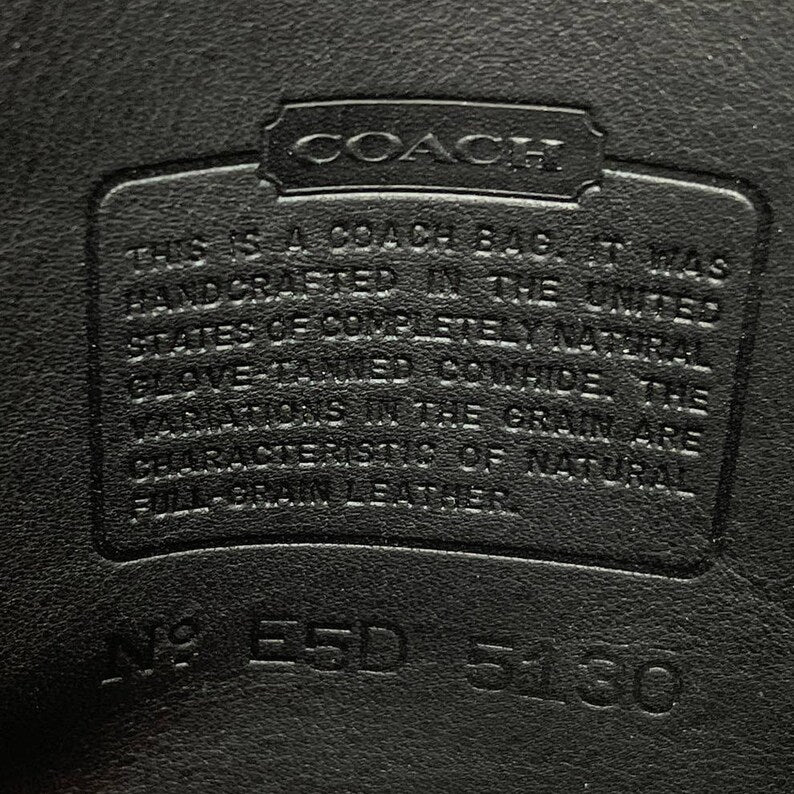 COACH
THIS IS A COACH BAG. IT WAS
HANDCRAFTED IN THE UNITED
STATES OF COMPLETELY NATURAL
GLOVE-TANNED COWHIDE. THE
VARIATIONS IN THE GRAIN ARE
CHARACTERISTIC OF NATURAL
FULL-GRAIN LEATHER.
Nº E5D-5130